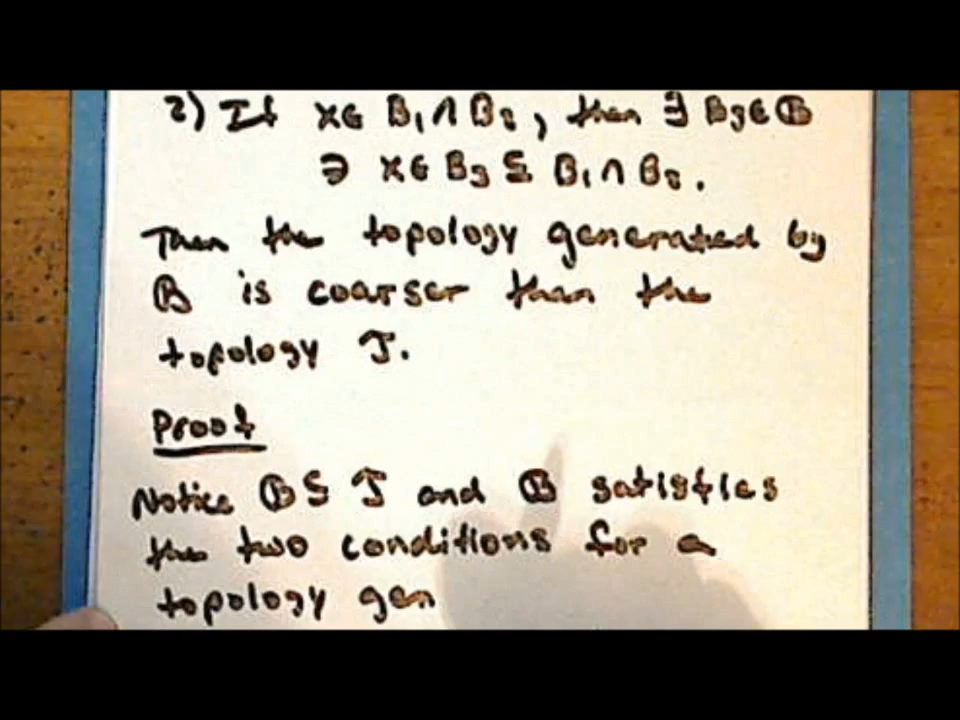 2) If x∈ B₁∩B₂, then ∃ B₃∈ 𝔹
∋ x∈B₃⊆B₁∩B₂.
Then the topology generated by
𝔹 is coarser than the
topology 𝒯.
Proof
Notice 𝔹⊆𝒯 and 𝔹 satisfies
the two conditions for a
topology gen